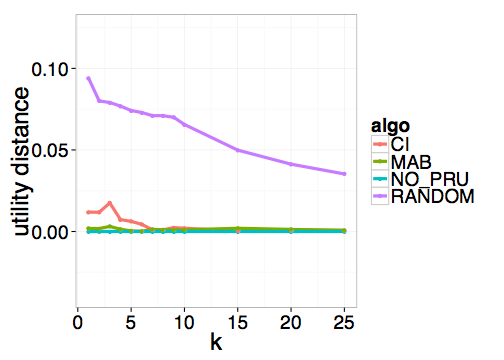 utility distance
0.10
0.05
0.00
0 5 10 15 20 25
k
algo
CI
MAB
NO_PRU
RANDOM